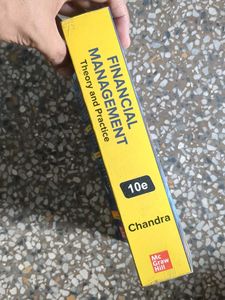 FINANCIAL
MANAGEMENT
Theory and Practice
10e
Chandra
Mc
Graw
Hill